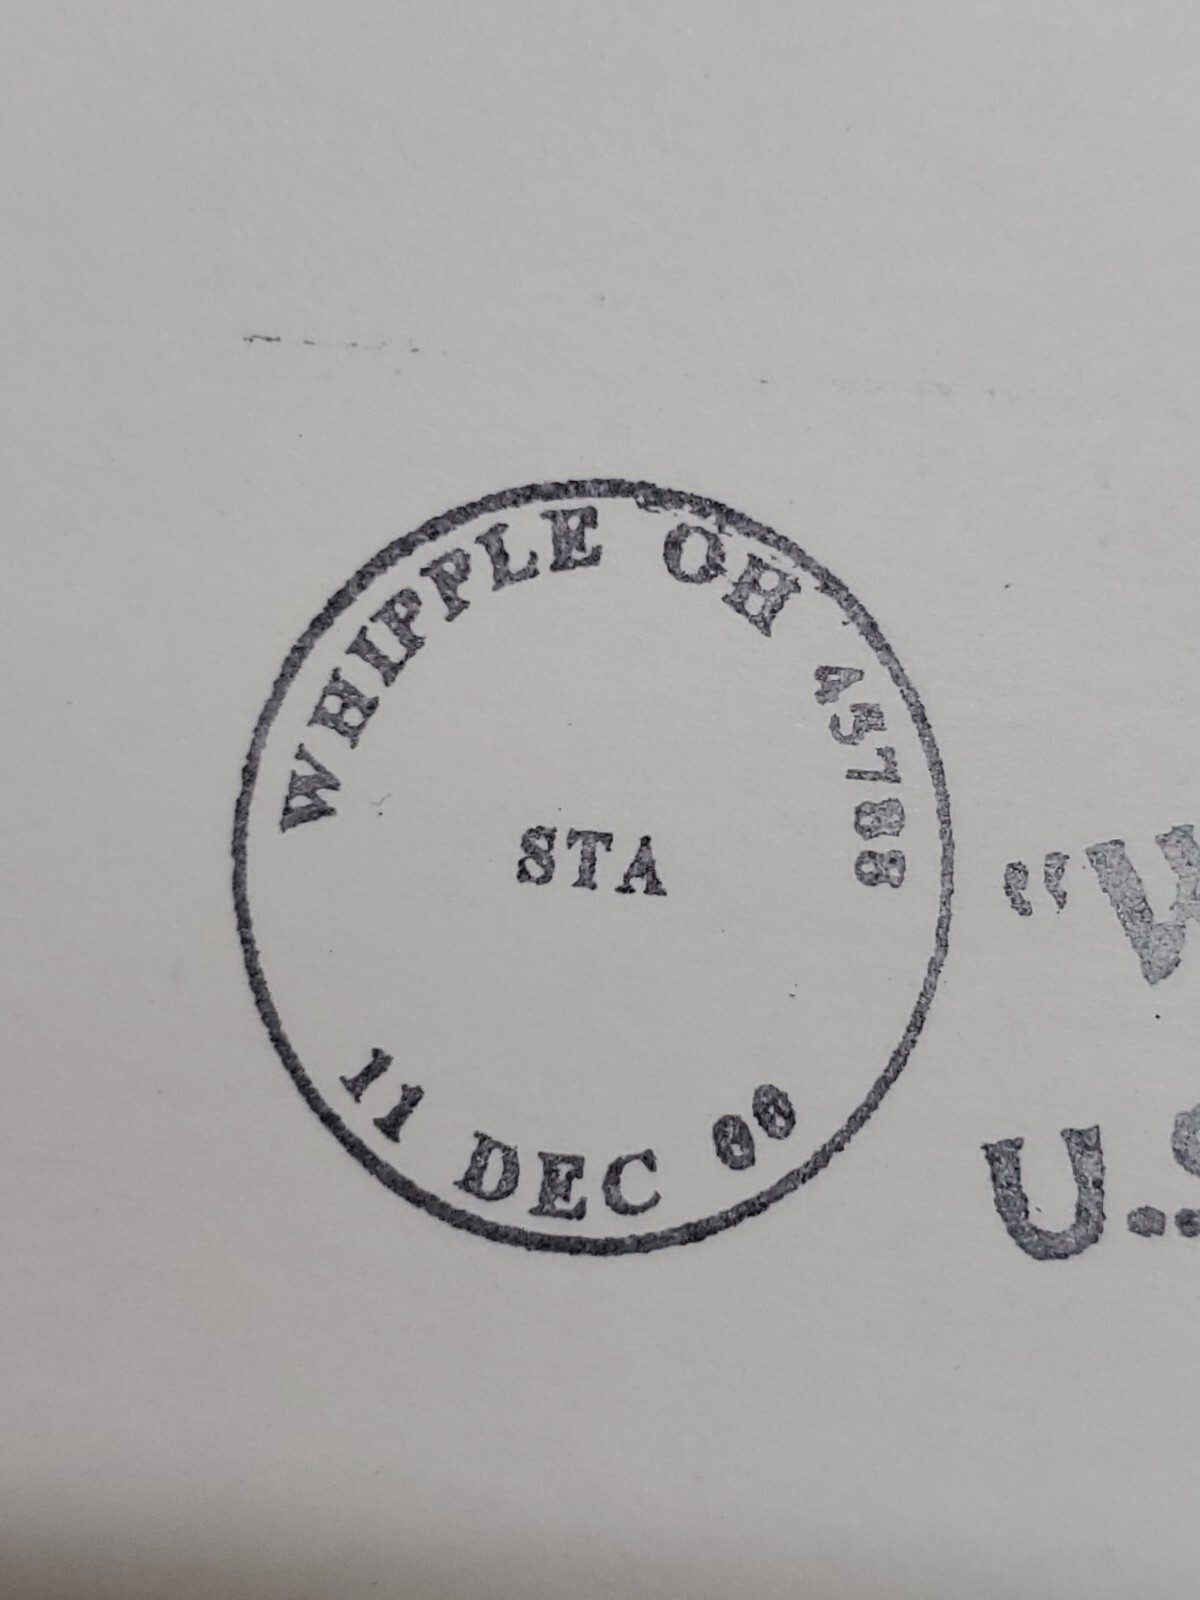 WHIPPLE OH 45788
STA
11 DEC 00
"W
U.S